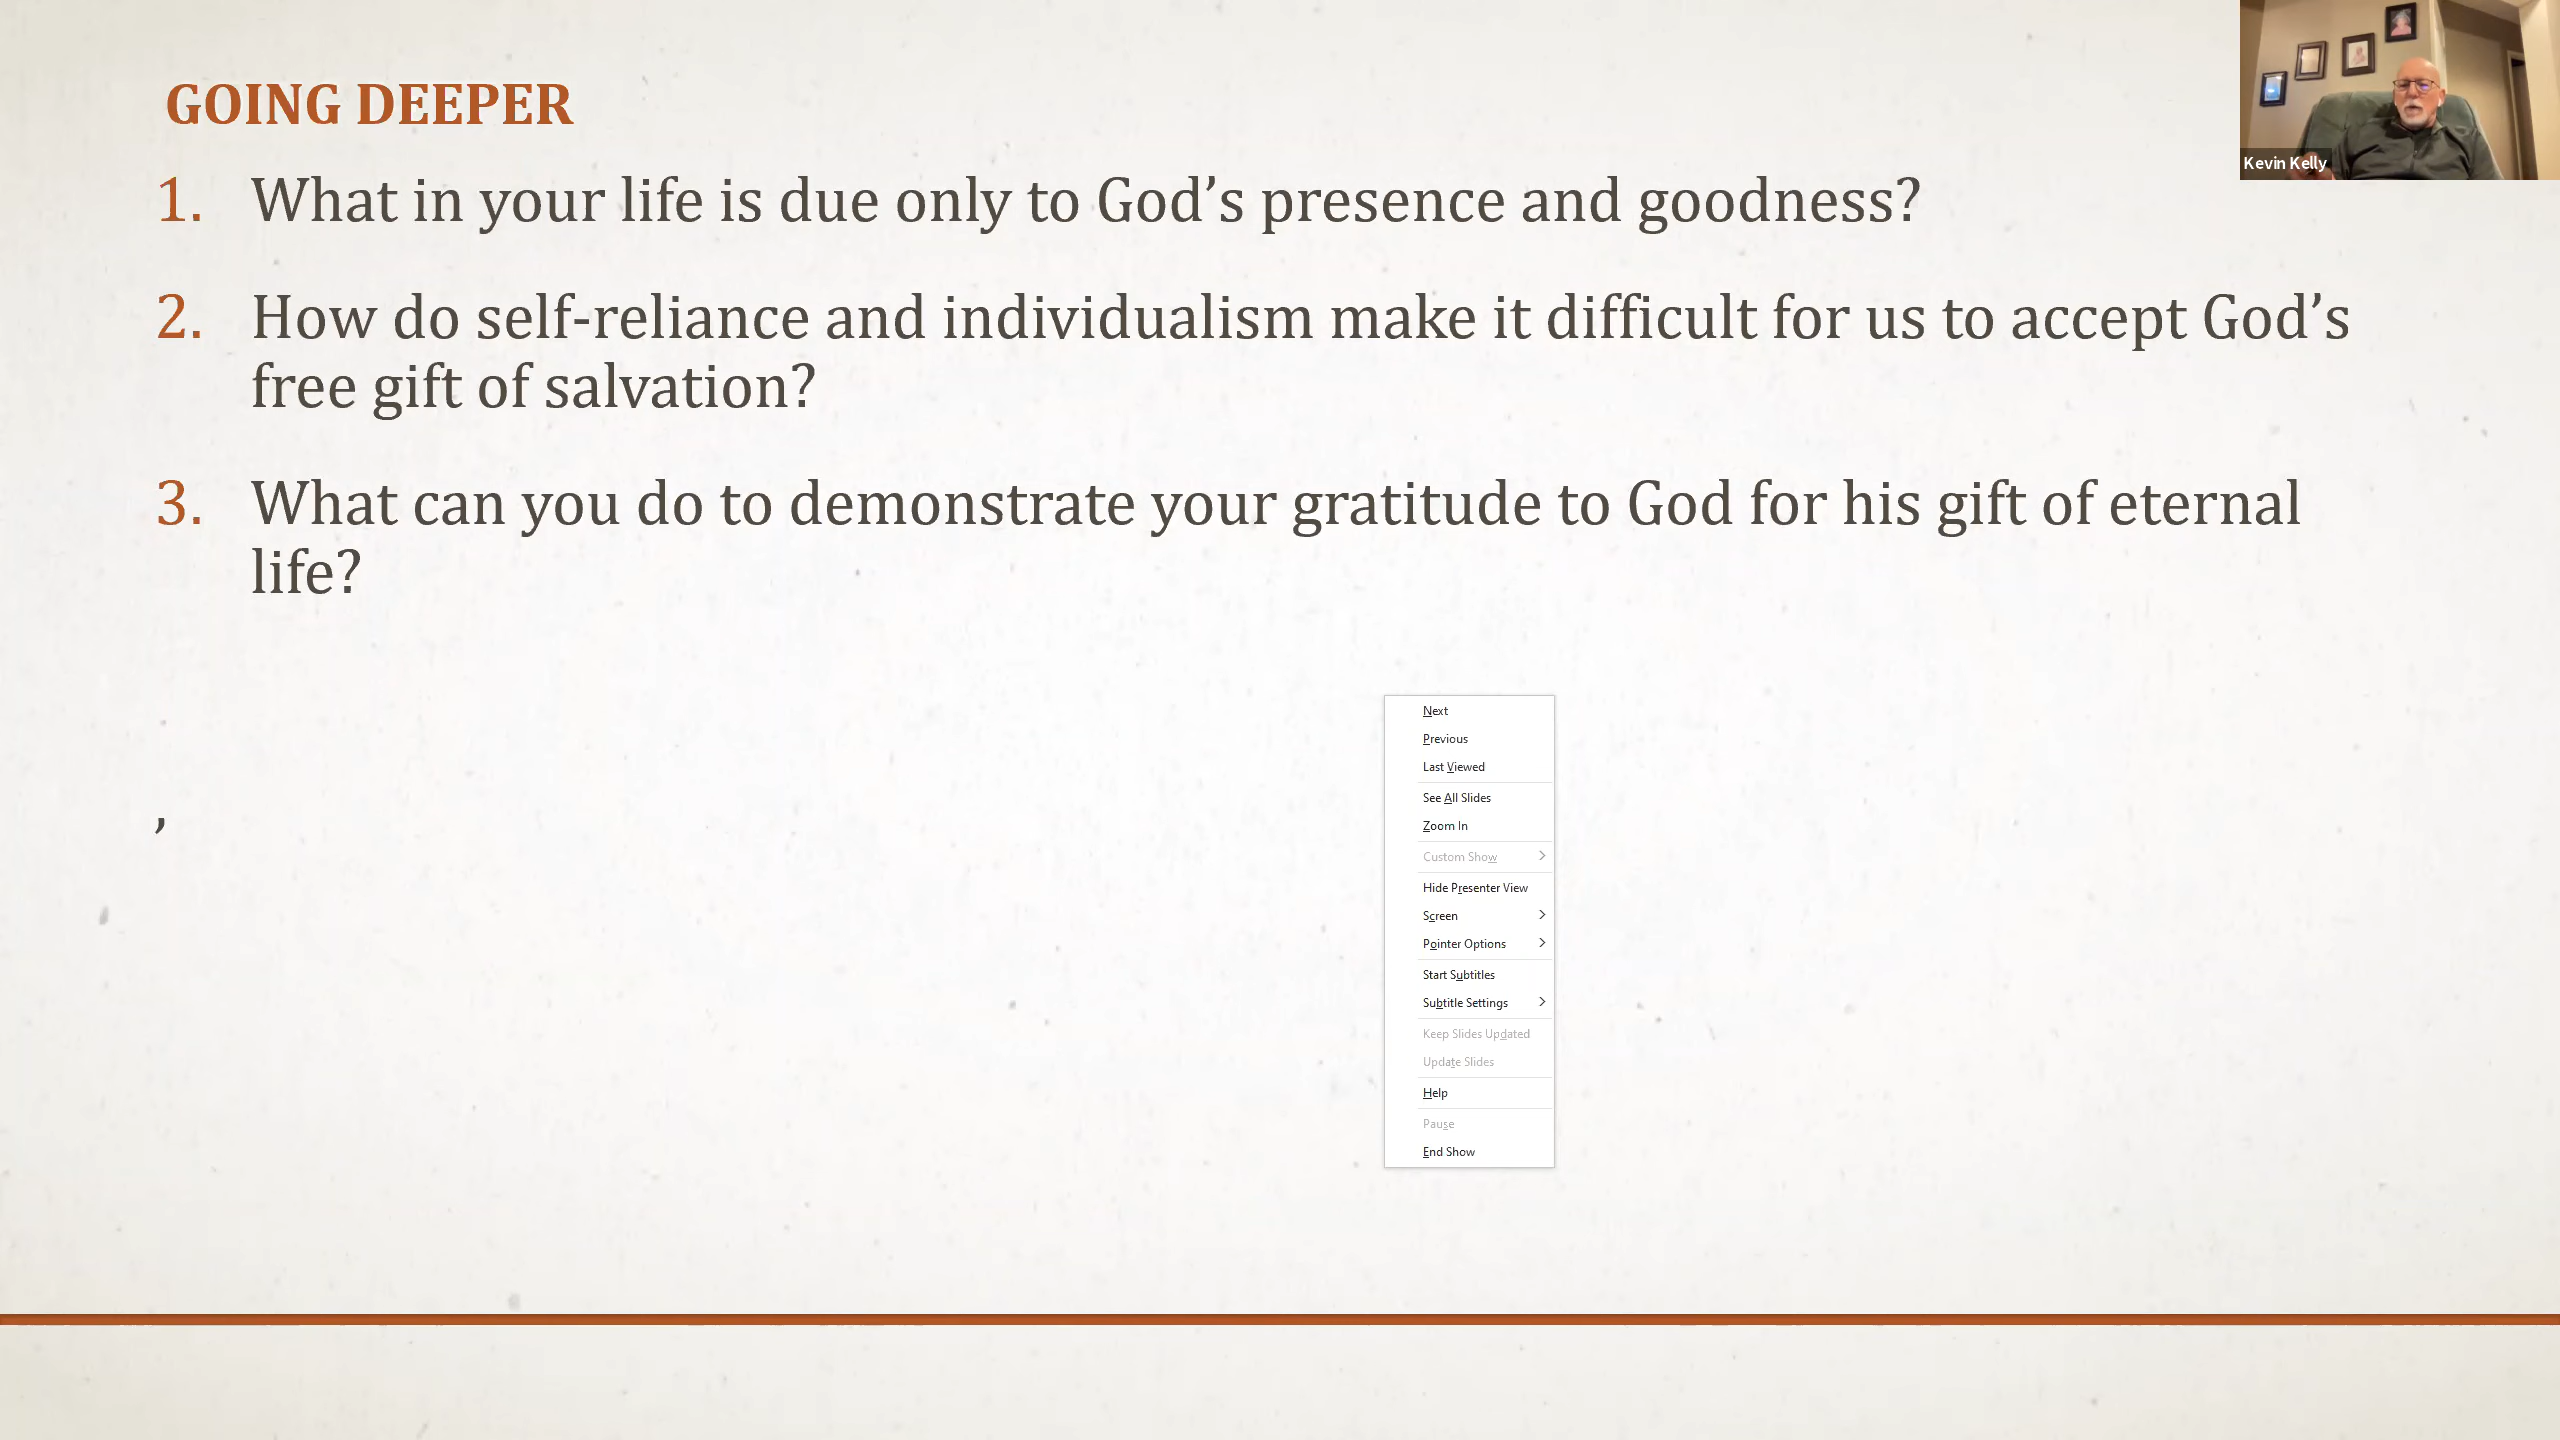 GOING DEEPER
Kevin Kelly
1. What in your life is due only to God’s presence and goodness?
2. How do self-reliance and individualism make it difficult for us to accept God’s
free gift of salvation?
3. What can you do to demonstrate your gratitude to God for his gift of eternal
life?
,
Next
Previous
Last Viewed
See All Slides
Zoom In
Custom Show
Hide Presenter View
Screen
Pointer Options
Start Subtitles
Subtitle Settings
Keep Slides Updated
Update Slides
Help
Pause
End Show